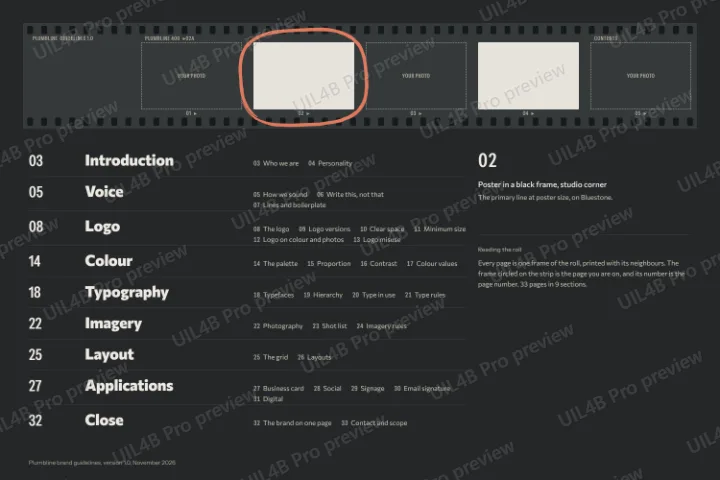 PLUMBLINE GUIDELINES 1.0
PLUMBLINE 400
CONTENTS
YOUR PHOTO
YOUR PHOTO
YOUR PHOTO
01
02
03
04
05
03 Introduction
03 Who we are 04 Personality
05 Voice
05 How we sound 06 Write this, not that
07 Lines and boilerplate
08 Logo
08 The logo 09 Logo versions 10 Clear space 11 Minimum size
12 Logo on colour and photos 13 Logo misuse
14 Colour
14 The palette 15 Proportion 16 Contrast 17 Colour values
18 Typography
18 Typefaces 19 Hierarchy 20 Type in use 21 Type rules
22 Imagery
22 Photography 23 Shot list 24 Imagery rules
25 Layout
25 The grid 26 Layouts
27 Applications
27 Business card 28 Social 29 Signage 30 Email signature
31 Digital
32 Close
32 The brand on one page 33 Contact and scope
02
Poster in a black frame, studio corner
The primary line at poster size, on Bluestone.
Reading the roll
Every page is one frame of the roll, printed with its neighbours. The
frame circled on the strip is the page you are on, and its number is the
page number. 33 pages in 9 sections.
Plumbline brand guidelines, version 1.0, November 2026
UIL4B Pro preview